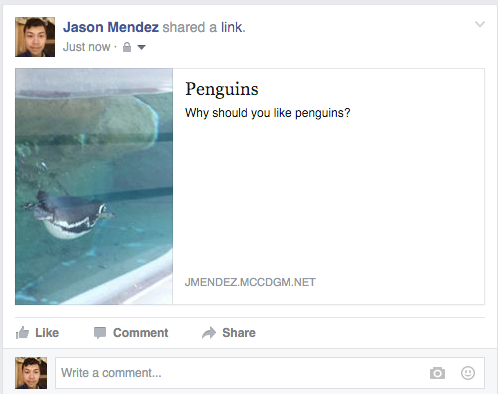 Jason Mendez shared a link.
Just now ·
Penguins
Why should you like penguins?
JMENDEZ.MCCDGM.NET
Like Comment Share
Write a comment...